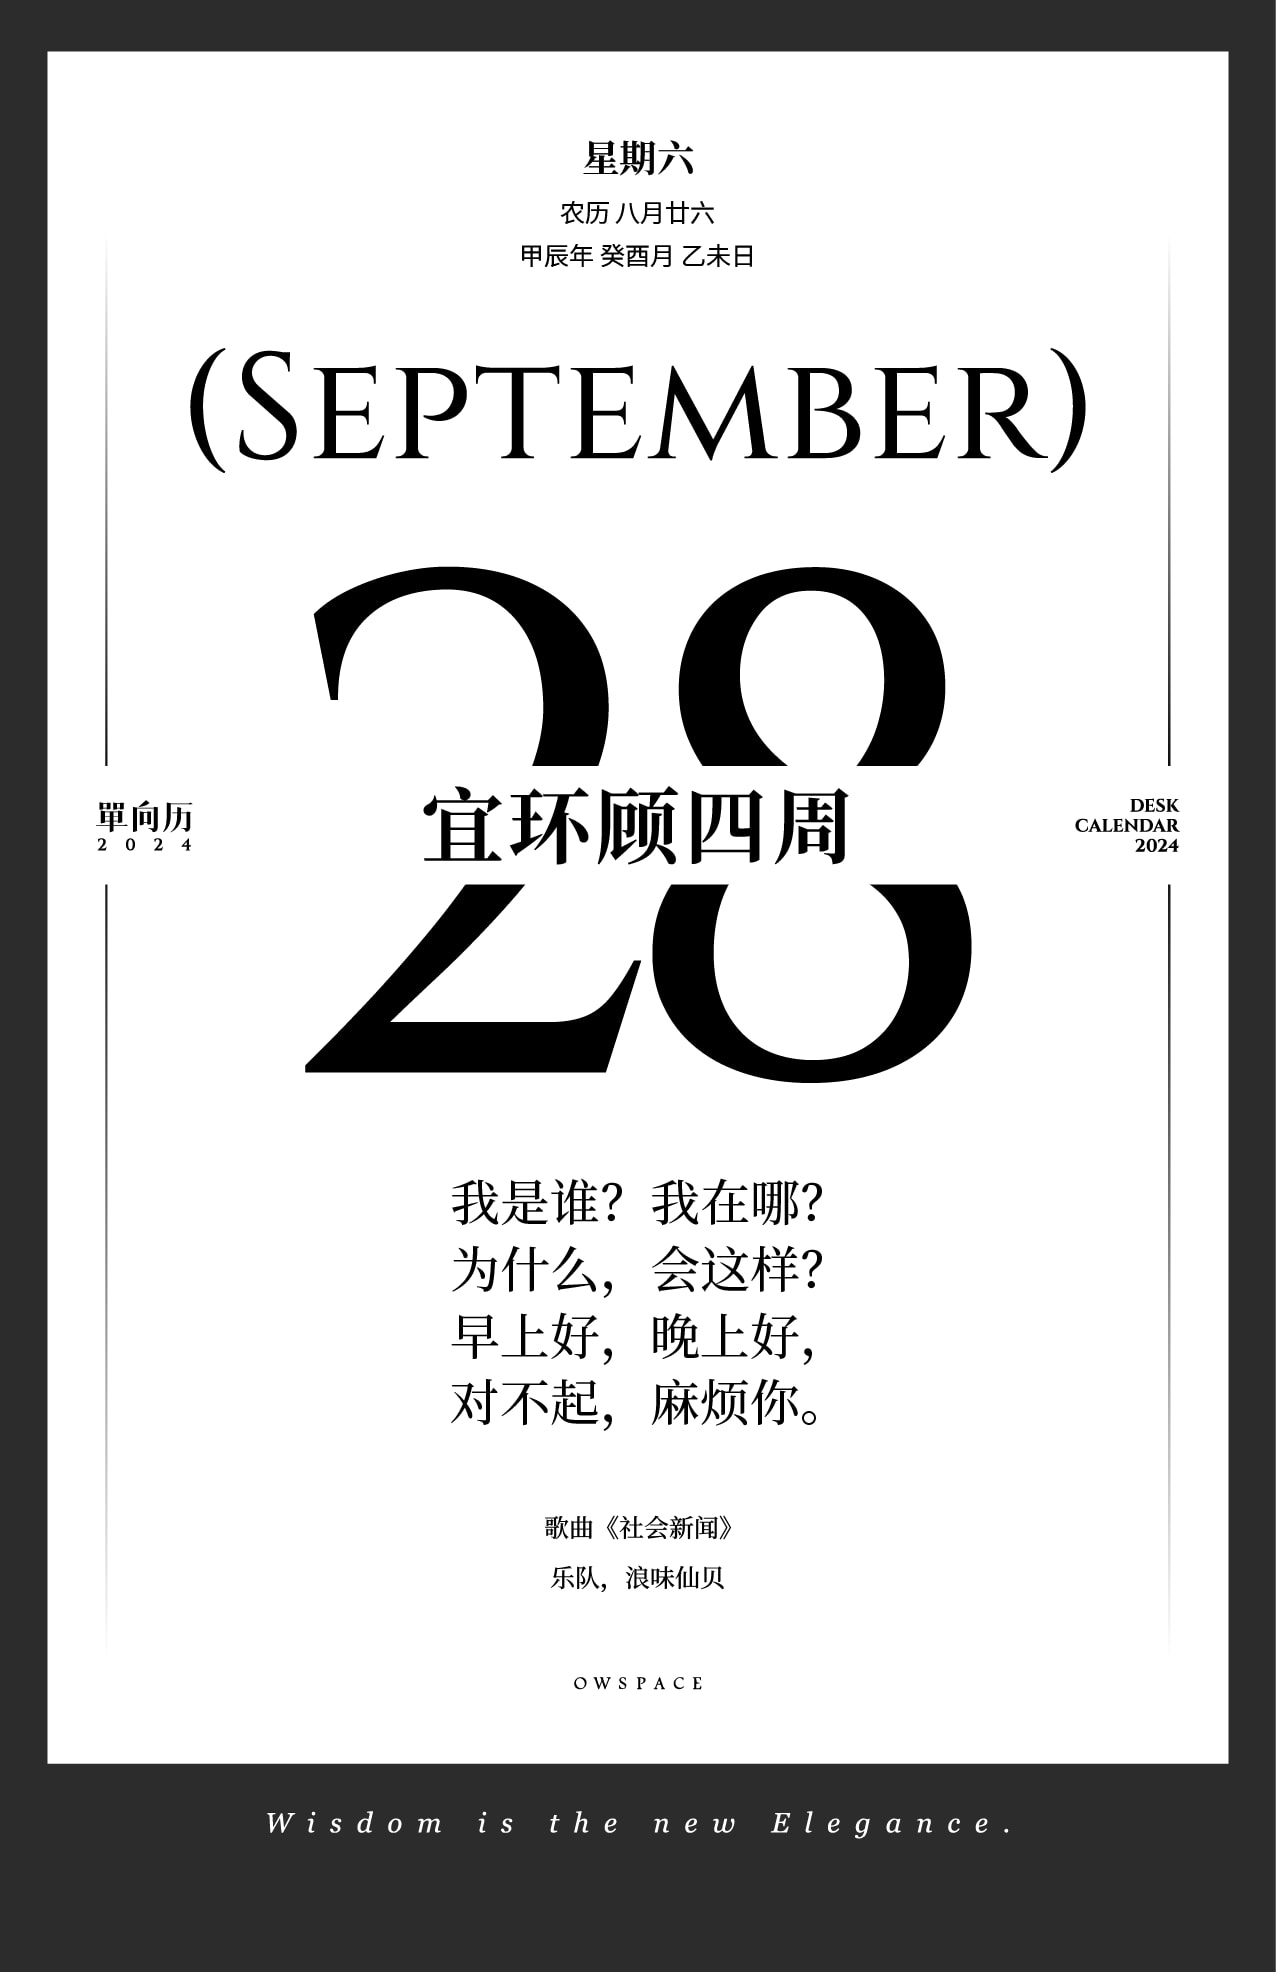 星期六
农历 八月廿六
甲辰年 癸酉月 乙未日
(SEPTEMBER)
28
單向历
2024
宜环顾四周
DESK
CALENDAR
2024
我是谁？我在哪？
为什么，会这样？
早上好，晚上好，
对不起，麻烦你。
歌曲《社会新闻》
乐队，浪味仙贝
OWSPACE
Wisdom is the new Elegance.